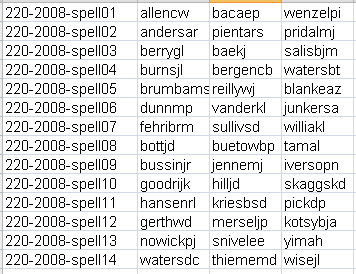 220-2008-spell01 allencw bacaep wenzelpi
220-2008-spell02 andersar pientars pridalmj
220-2008-spell03 berrygl baekj salisbjm
220-2008-spell04 burnsjl bergencb watersbt
220-2008-spell05 brumbams reillywj blankeaz
220-2008-spell06 dunnmp vanderkl junkersa
220-2008-spell07 fehribrm sullivsd williakl
220-2008-spell08 bottjd buetowbp tamal
220-2008-spell09 bussinjr jennemj iversopn
220-2008-spell10 goodrijk hilljd skaggskd
220-2008-spell11 hansenrl kriesbsd pickdp
220-2008-spell12 gerthwd merseljp kotsybja
220-2008-spell13 nowickpj snivelee yimah
220-2008-spell14 watersdc thiememd wisejl